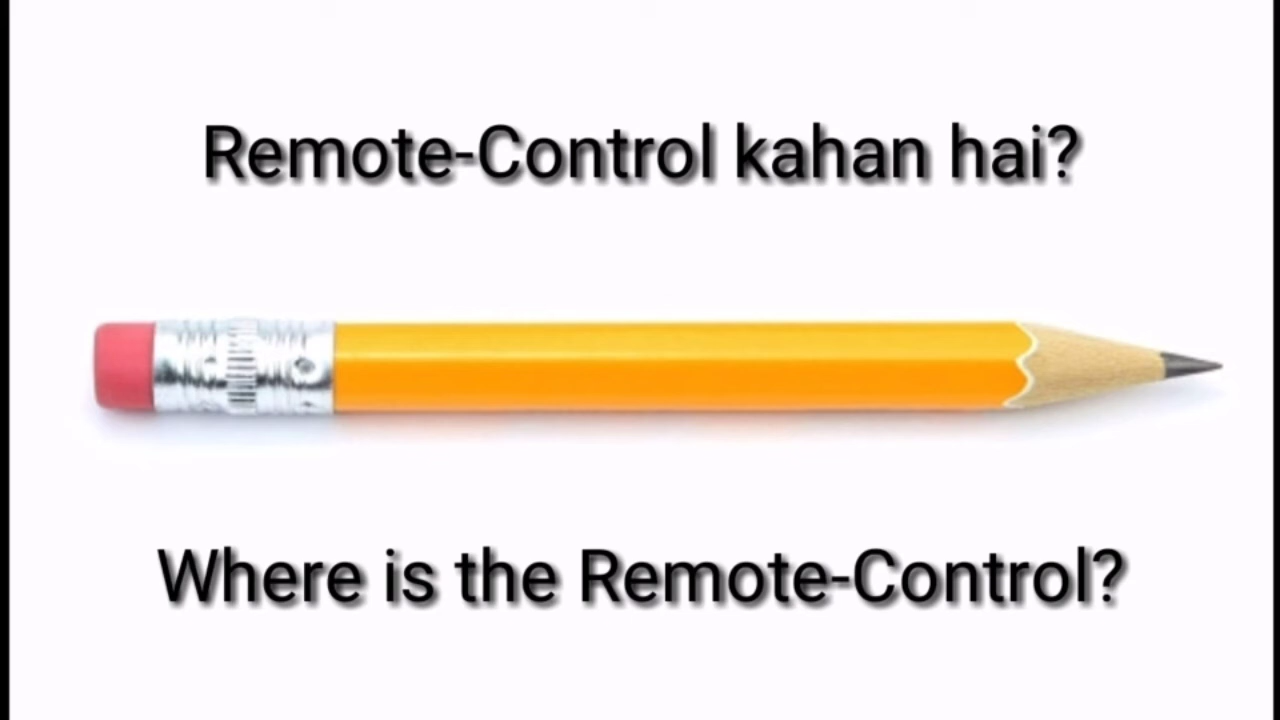 Remote-Control kahan hai?
Where is the Remote-Control?